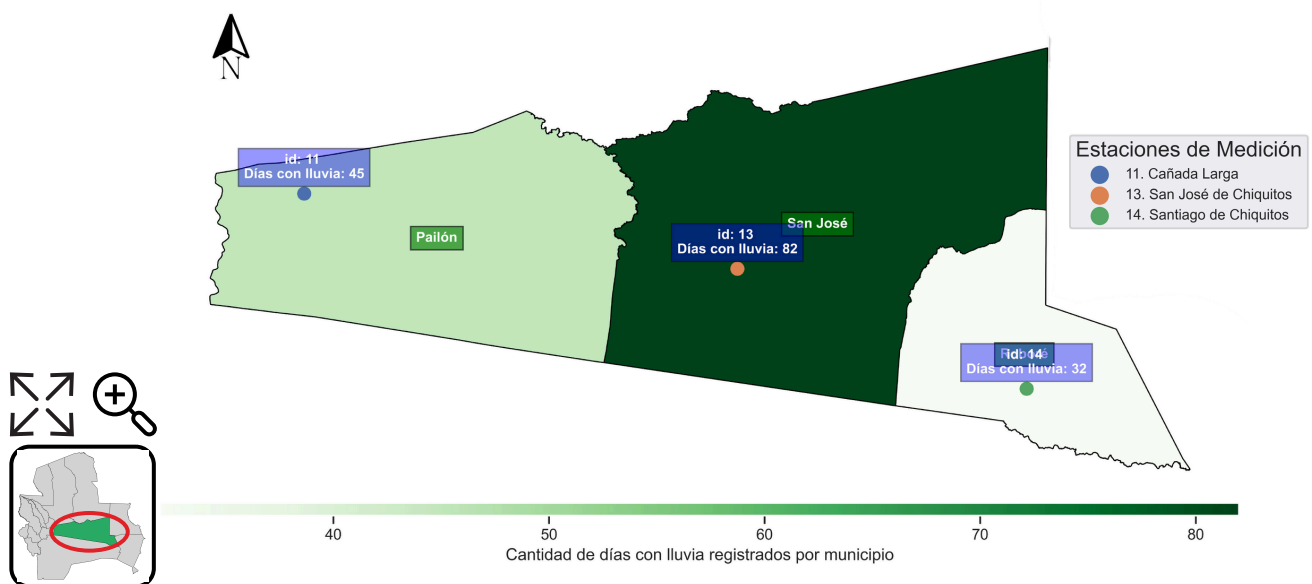 N
id: 11
Días con lluvia: 45
Pailón
id: 13
Días con lluvia: 82
San José
id: 14
Días con lluvia: 32
Estaciones de Medición
11. Cañada Larga
13. San José de Chiquitos
14. Santiago de Chiquitos
40 50 60 70 80
Cantidad de días con lluvia registrados por municipio